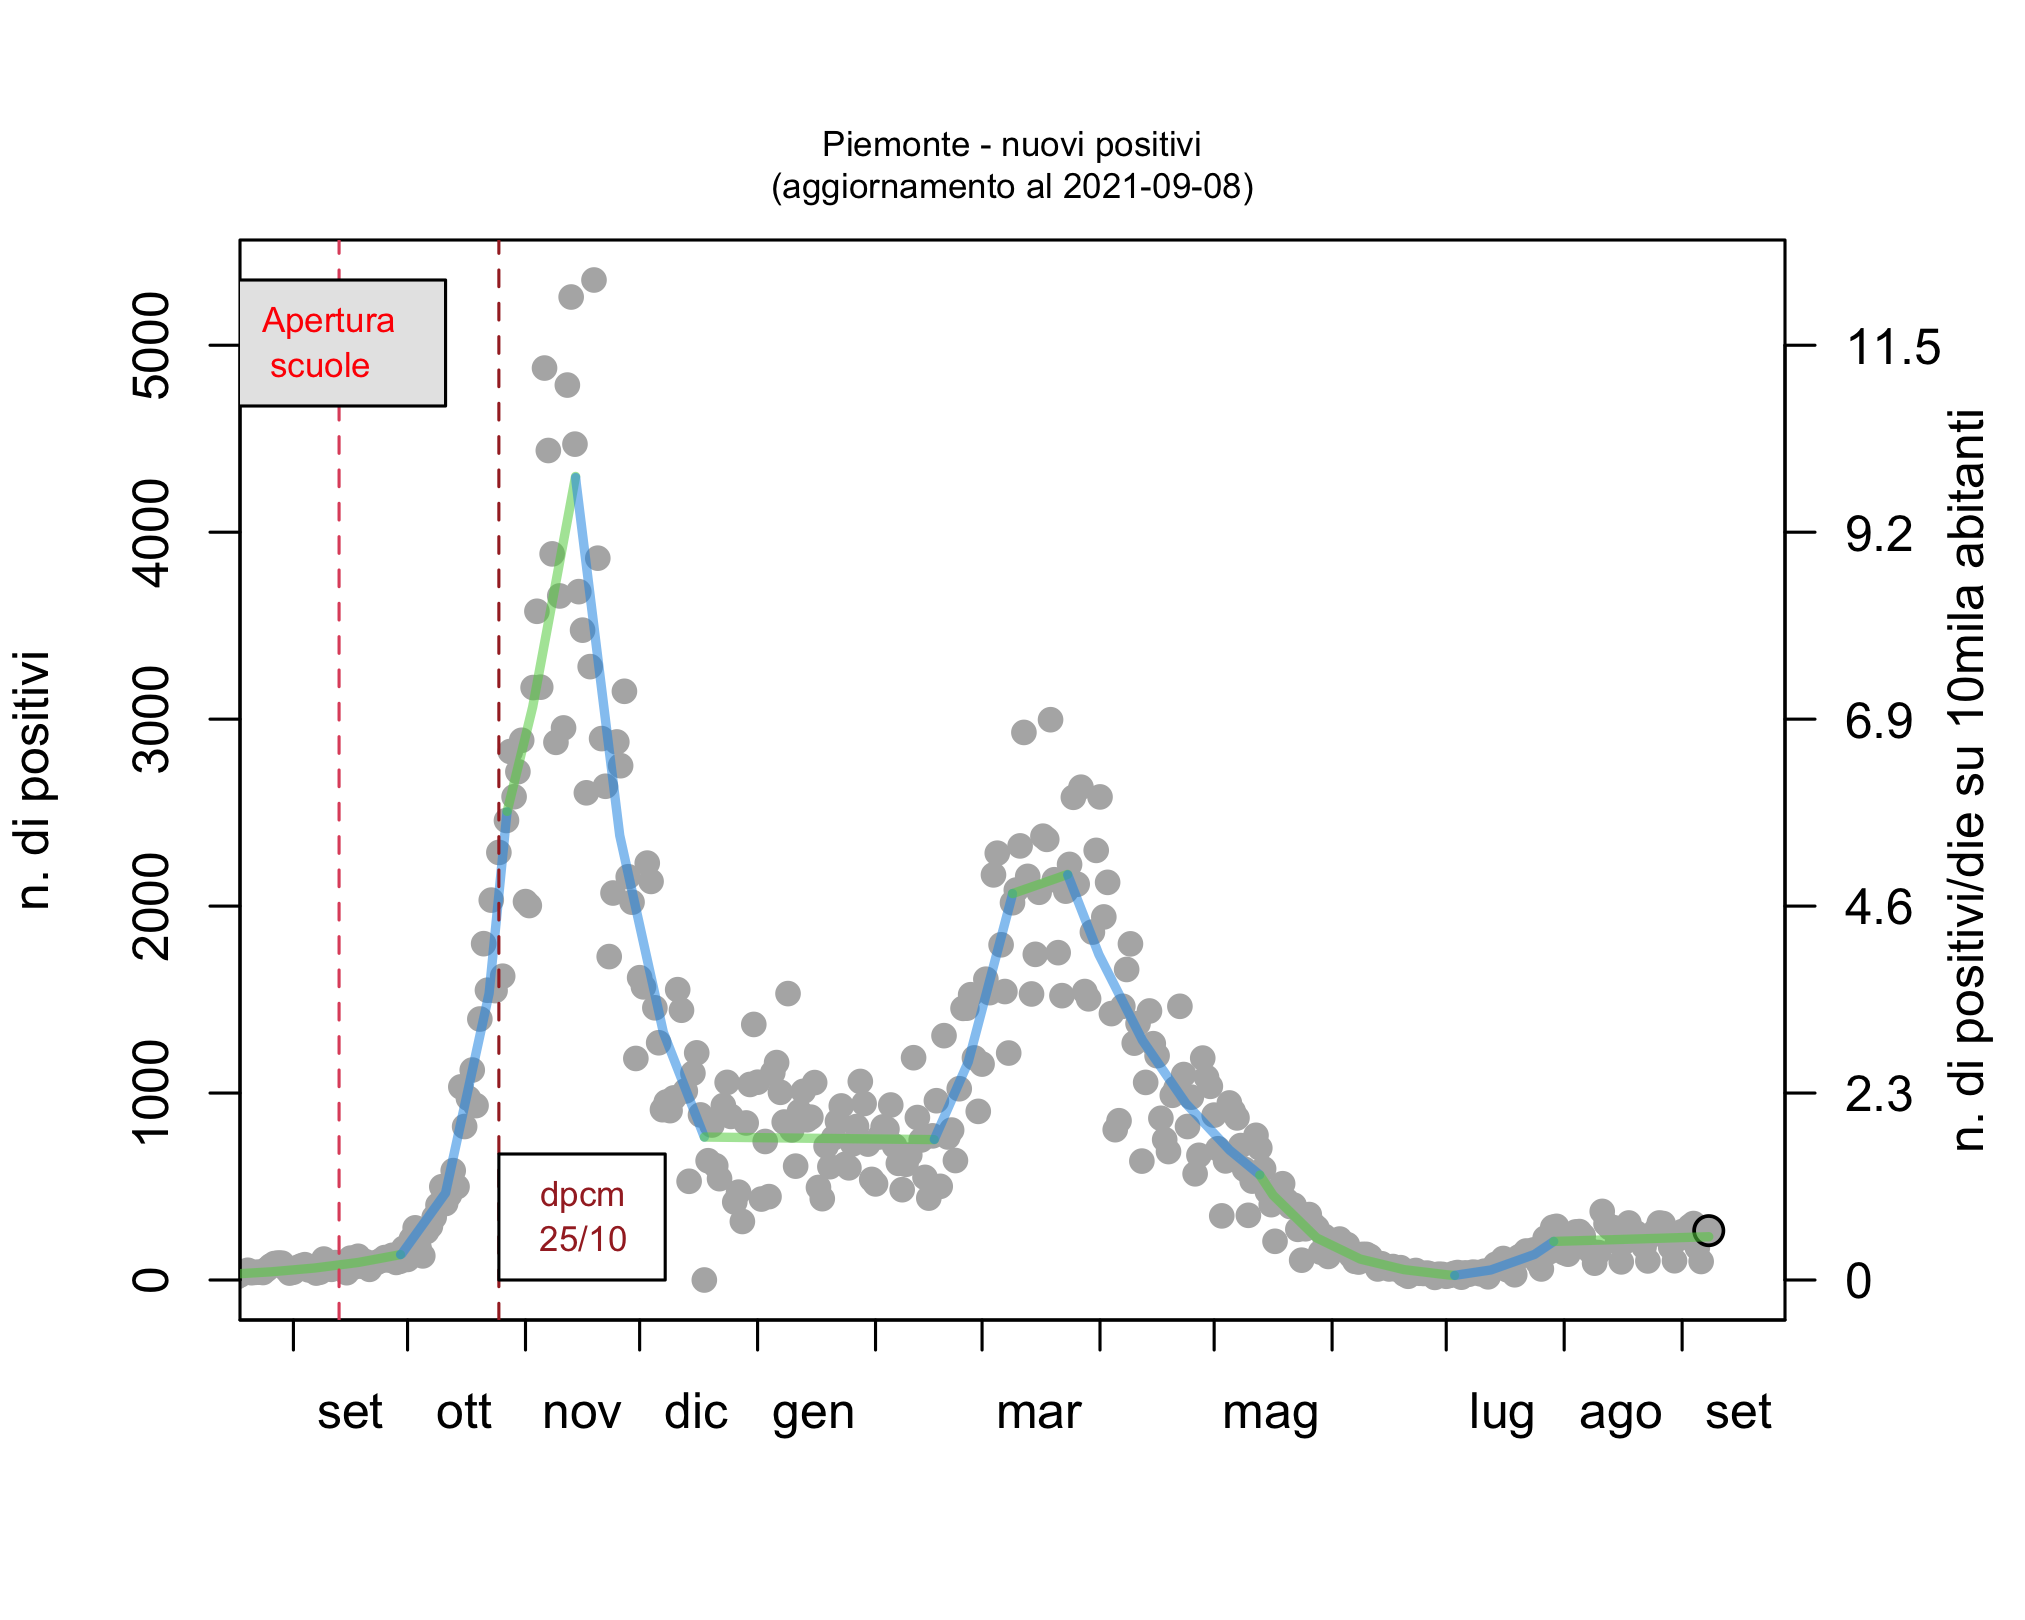 Piemonte - nuovi positivi
(aggiornamento al 2021-09-08)
n. di positivi
5000
4000
3000
2000
1000
0
Apertura
scuole
dpcm
25/10
11.5
9.2
6.9
4.6
2.3
0
n. di positivi/die su 10mila abitanti
set ott nov dic gen mar mag lug ago set